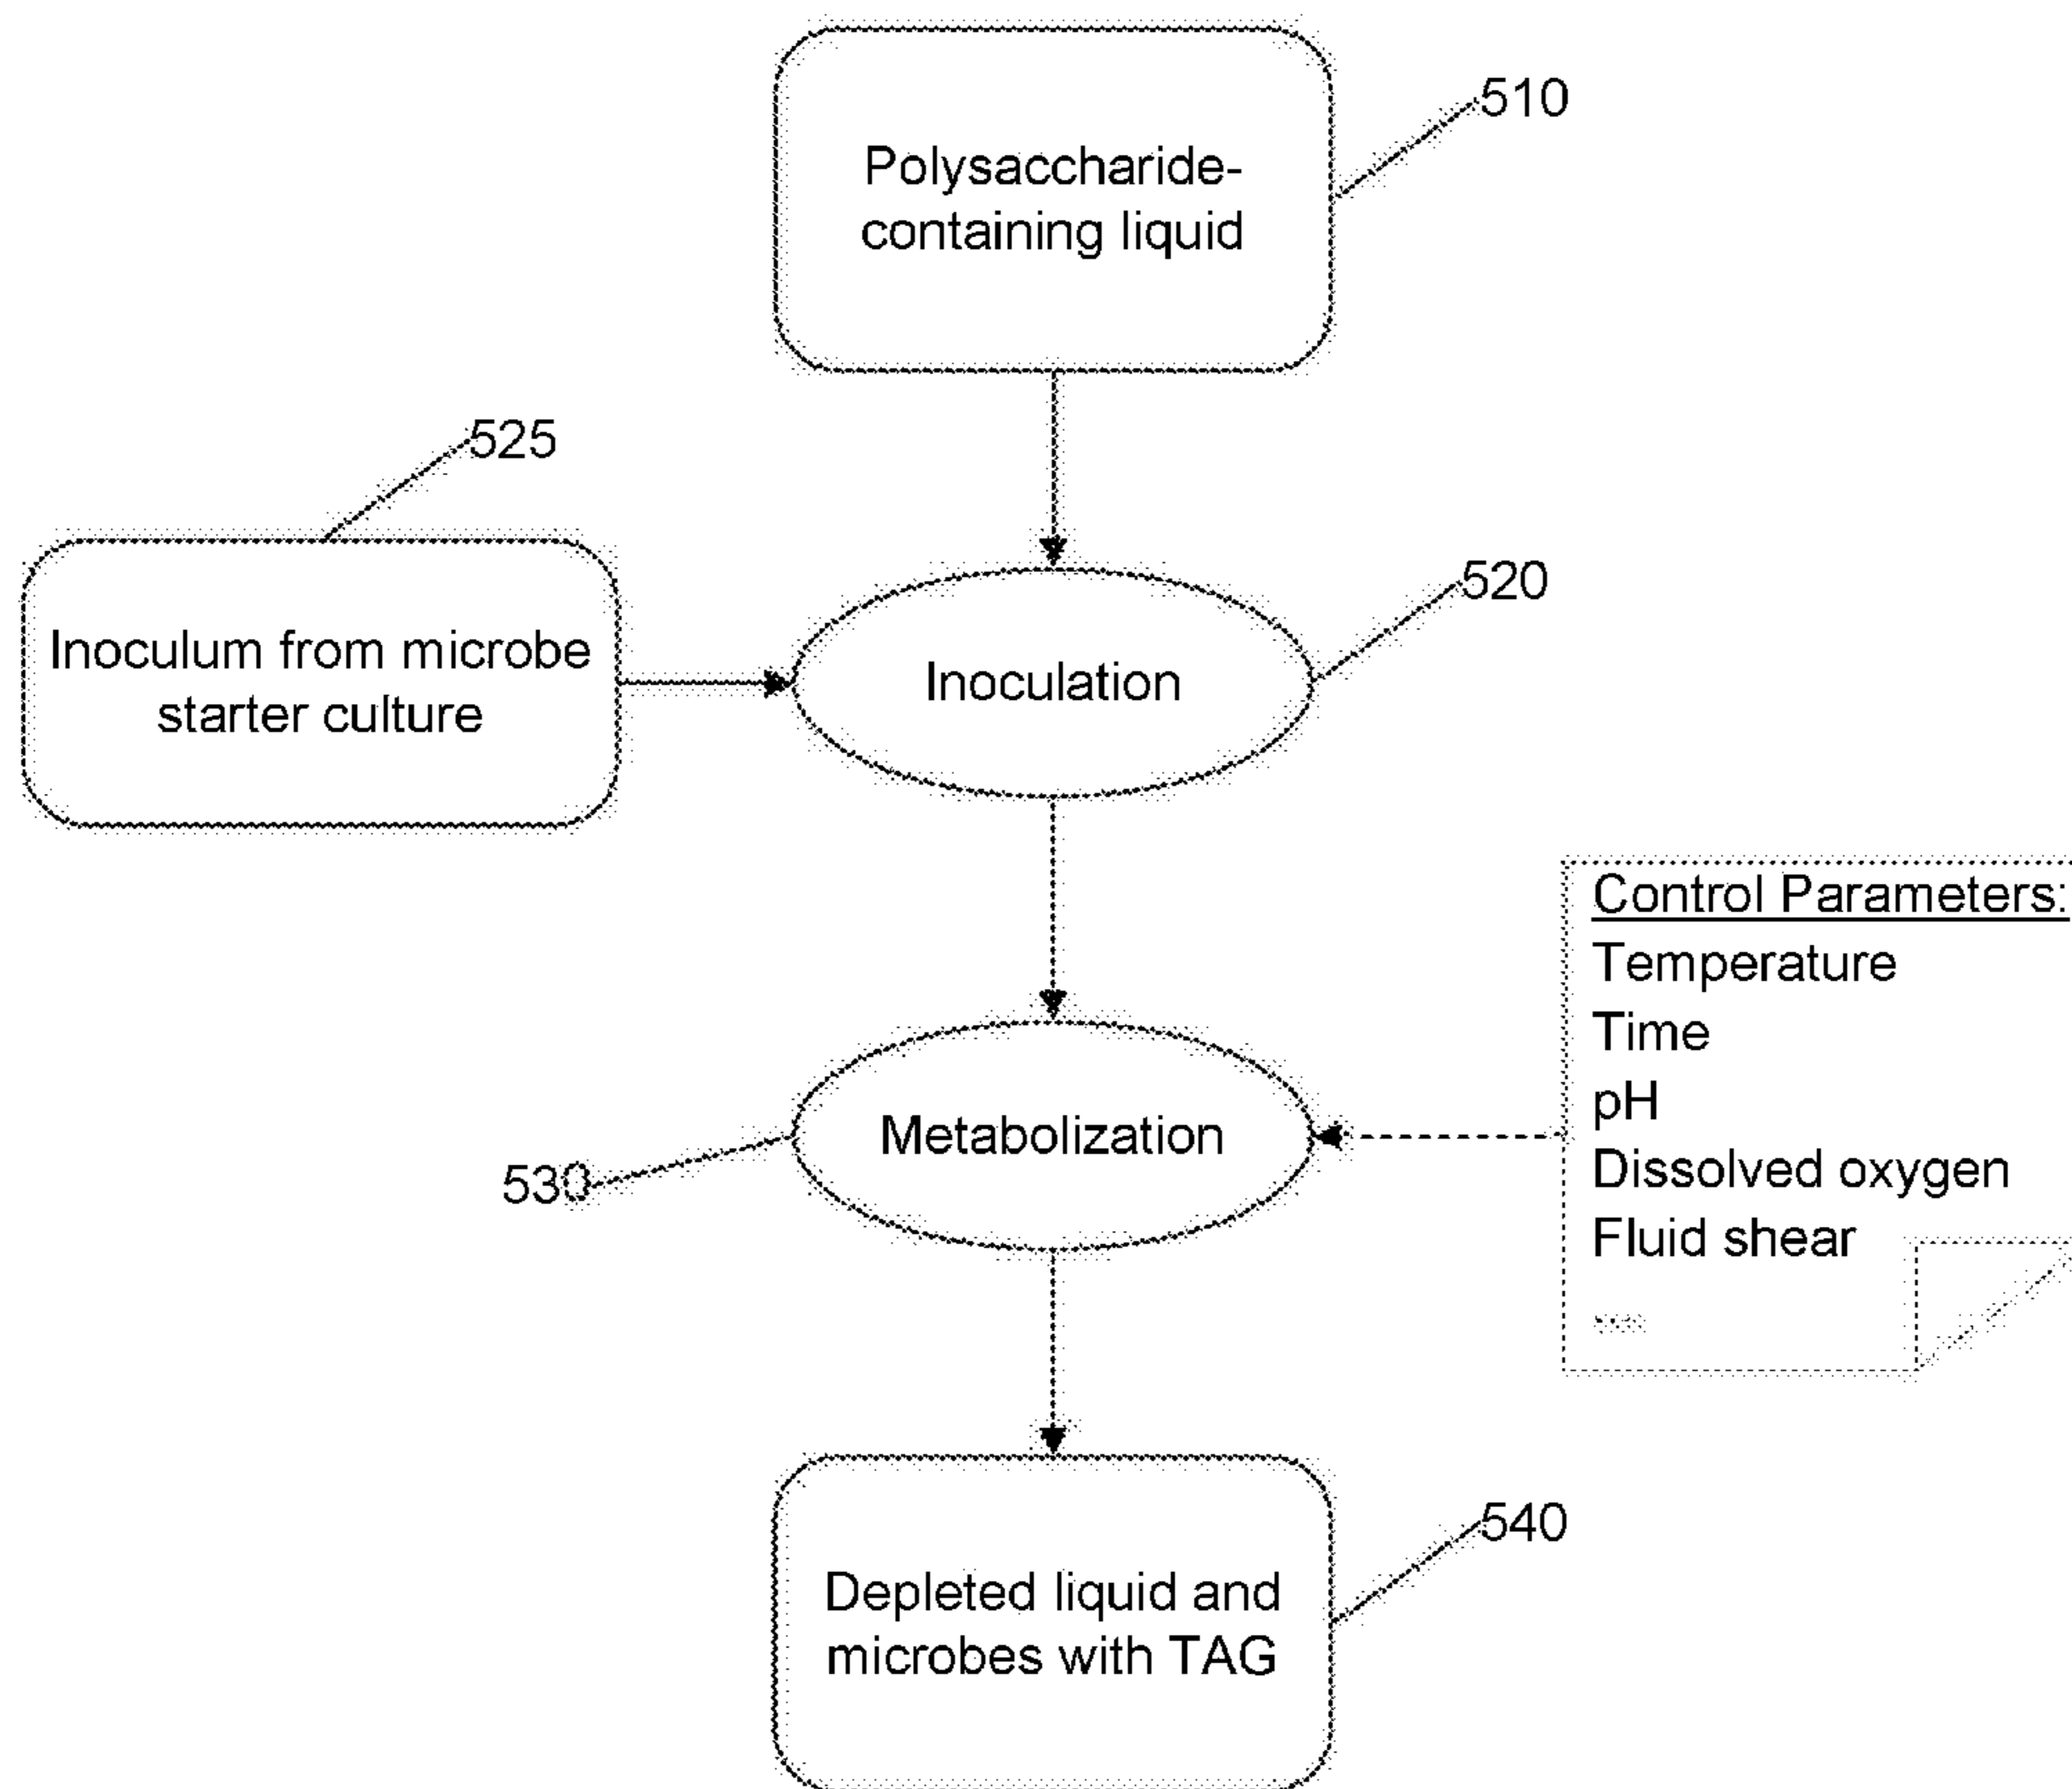 Polysaccharide-
containing liquid
510
525
Inoculum from microbe
starter culture
Inoculation
520
Control Parameters:
Temperature
Time
pH
Dissolved oxygen
Fluid shear
...
Metabolization
530
Depleted liquid and
microbes with TAG
540